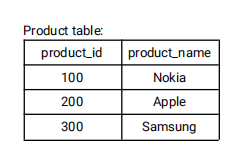 Product table:
product_id product_name
100 Nokia
200 Apple
300 Samsung